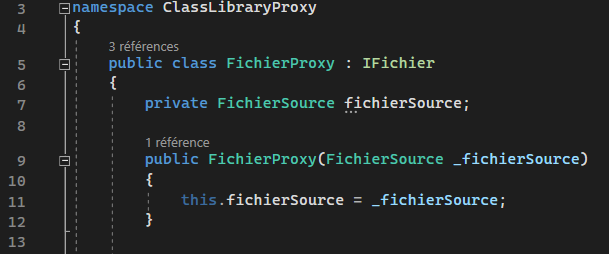 3 namespace ClassLibraryProxy
4 {
3 références
5 public class FichierProxy : IFichier
6 {
7 private FichierSource fichierSource;
8
1 référence
9 public FichierProxy(FichierSource _fichierSource)
10 {
11 this.fichierSource = _fichierSource;
12 }
13